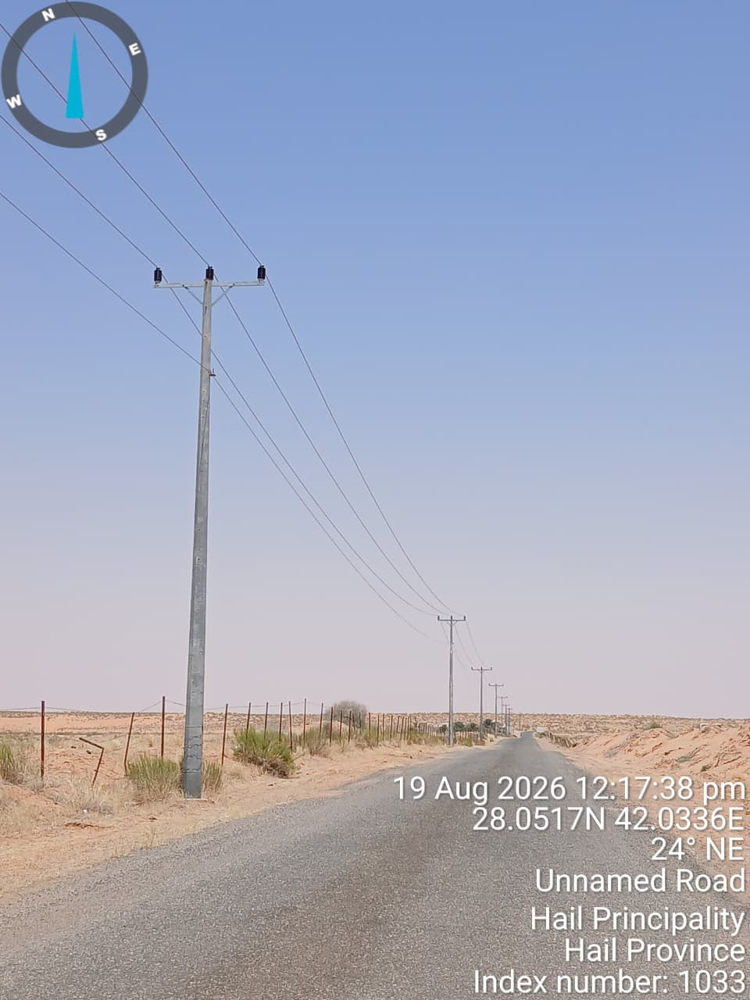 N
E
W
S
19 Aug 2026 12:17:38 pm
28.0517N 42.0336E
24° NE
Unnamed Road
Hail Principality
Hail Province
Index number: 1033